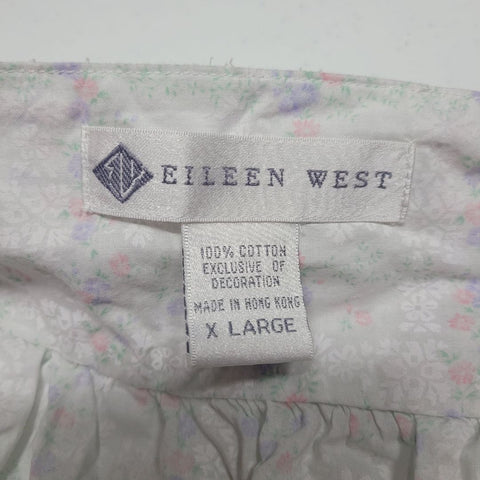 EILEEN WEST
100% COTTON
EXCLUSIVE OF
DECORATION
MADE IN HONG KONG
X LARGE